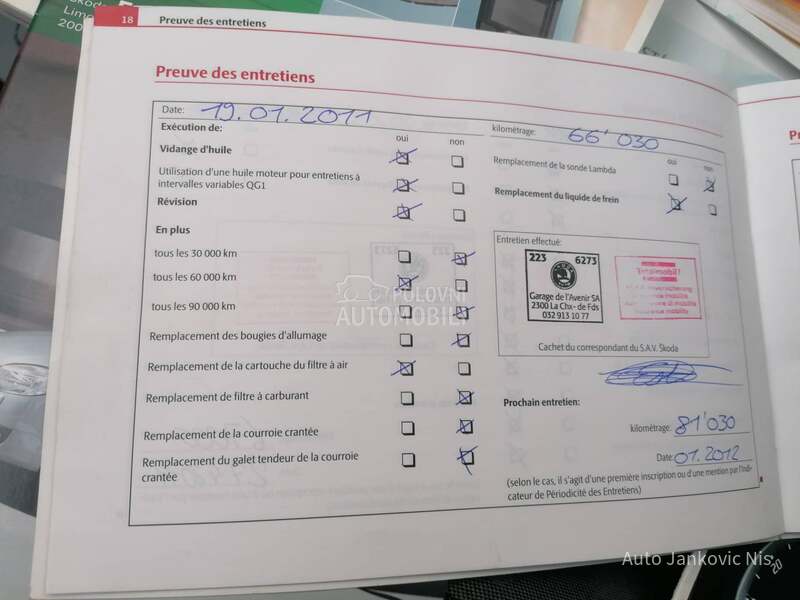 Skoda
200
18 Preuve des entretiens
Preuve des entretiens
Date: 19.01.2011
kilométrage: 66'030
Exécution de:
oui non
oui non
Vidange d'huile
Remplacement de la sonde Lambda
Utilisation d'une huile moteur pour entretiens à
intervalles variables QG1
Remplacement du liquide de frein
Révision
En plus
Entretien effectué:
tous les 30 000 km
223 6273
Garage de l'Avenir SA
2300 La Chx- de Fds
032 913 10 77
tous les 60 000 km
POLOVNI
AUTOMOBILI
tous les 90 000 km
Remplacement des bougies d'allumage
Cachet du correspondant du S.A.V. Škoda
Remplacement de la cartouche du filtre à air
Remplacement de filtre à carburant
Prochain entretien:
Remplacement de la courroie crantée
kilométrage: 81'030
Remplacement du galet tendeur de la courroie
crantée
Date: 01.2012
(selon le cas, il s'agit d'une première inscription ou d'une mention par l'Indi-
cateur de Périodicité des Entretiens)
Auto Jankovic Nis
20